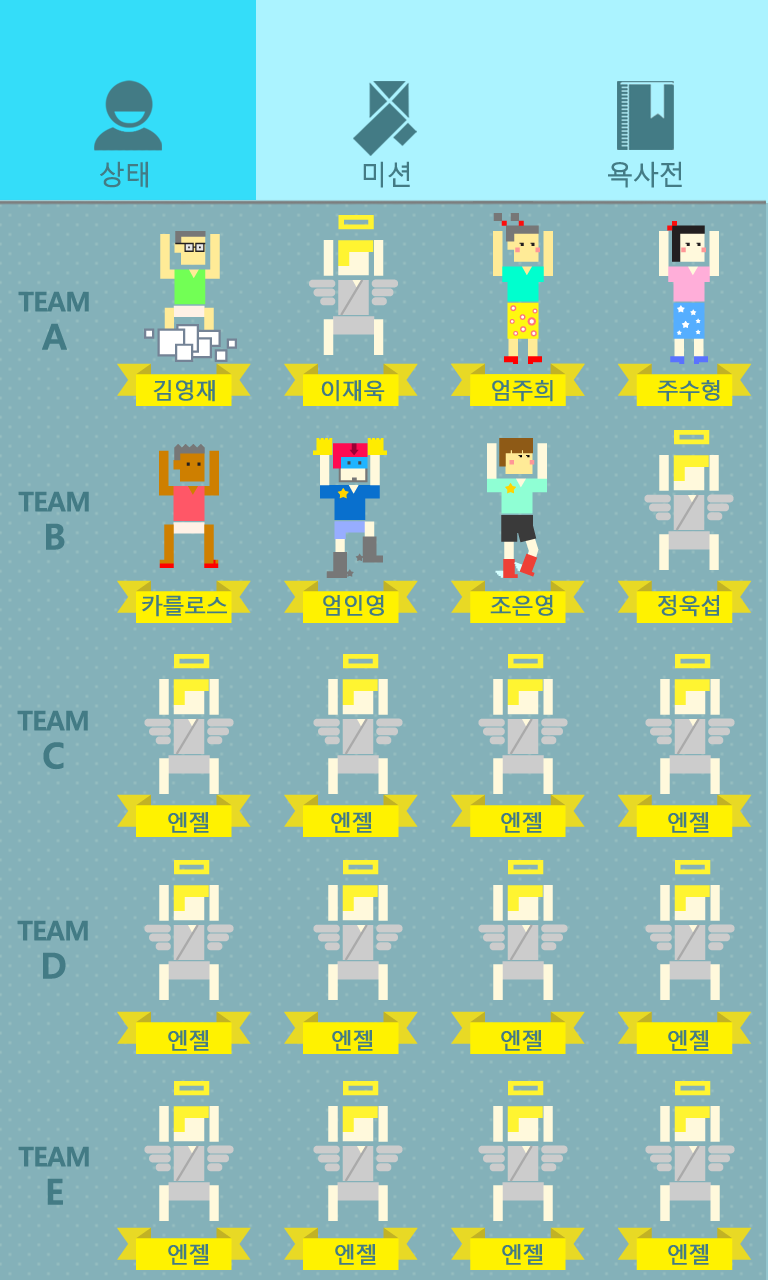 상태 미션 욕사전
TEAM A
김영재 이재욱 엄주희 주수형
TEAM B
카를로스 엄인영 조은영 정욱섭
TEAM C
엔젤 엔젤 엔젤 엔젤
TEAM D
엔젤 엔젤 엔젤 엔젤
TEAM E
엔젤 엔젤 엔젤 엔젤